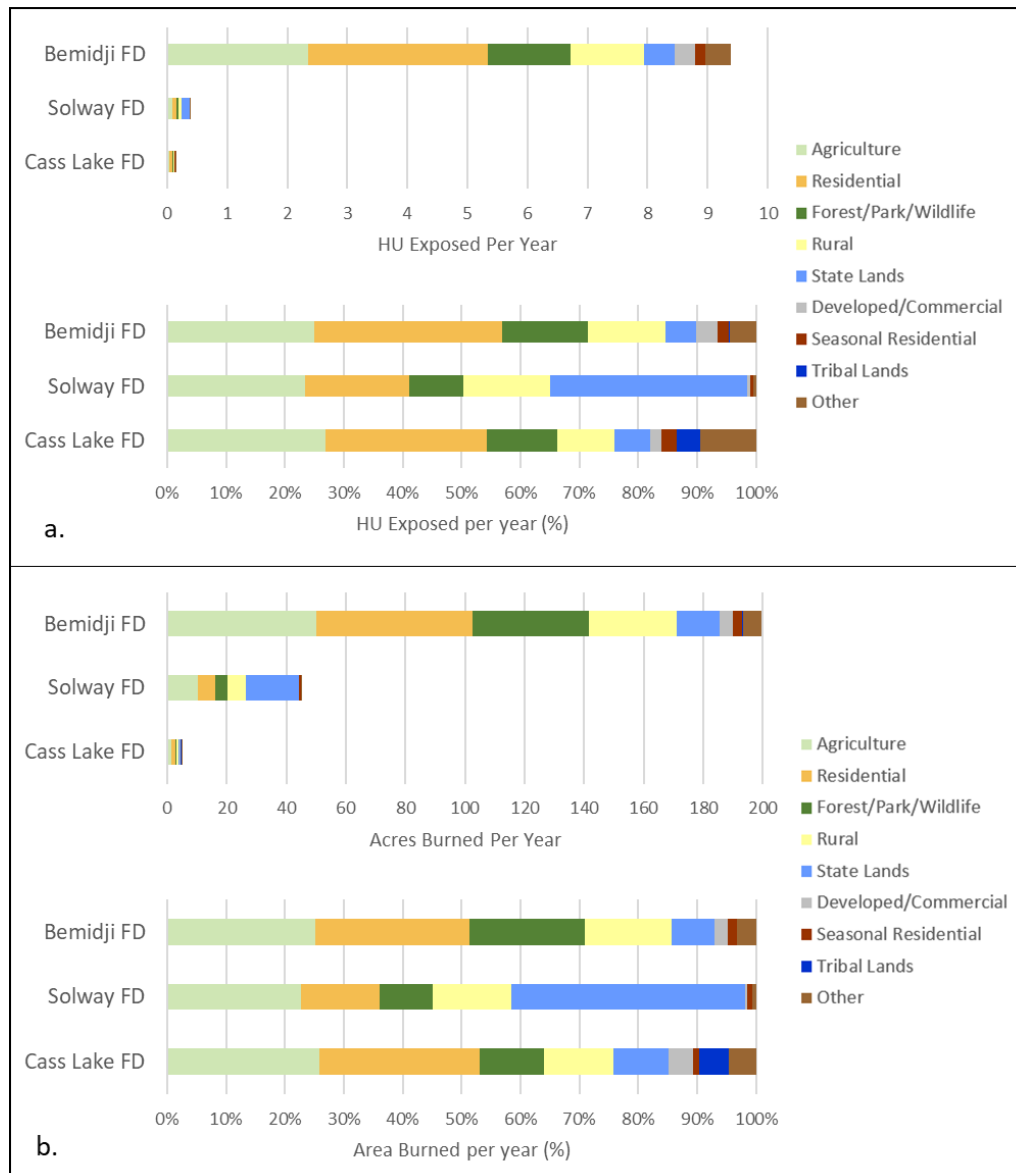 Bemidji FD
Solway FD
Cass Lake FD
0 1 2 3 4 5 6 7 8 9 10
HU Exposed Per Year
Bemidji FD
Solway FD
Cass Lake FD
0% 10% 20% 30% 40% 50% 60% 70% 80% 90% 100%
HU Exposed per year (%)
a.
Agriculture
Residential
Forest/Park/Wildlife
Rural
State Lands
Developed/Commercial
Seasonal Residential
Tribal Lands
Other
Bemidji FD
Solway FD
Cass Lake FD
0 20 40 60 80 100 120 140 160 180 200
Acres Burned Per Year
Bemidji FD
Solway FD
Cass Lake FD
0% 10% 20% 30% 40% 50% 60% 70% 80% 90% 100%
Area Burned per year (%)
b.
Agriculture
Residential
Forest/Park/Wildlife
Rural
State Lands
Developed/Commercial
Seasonal Residential
Tribal Lands
Other